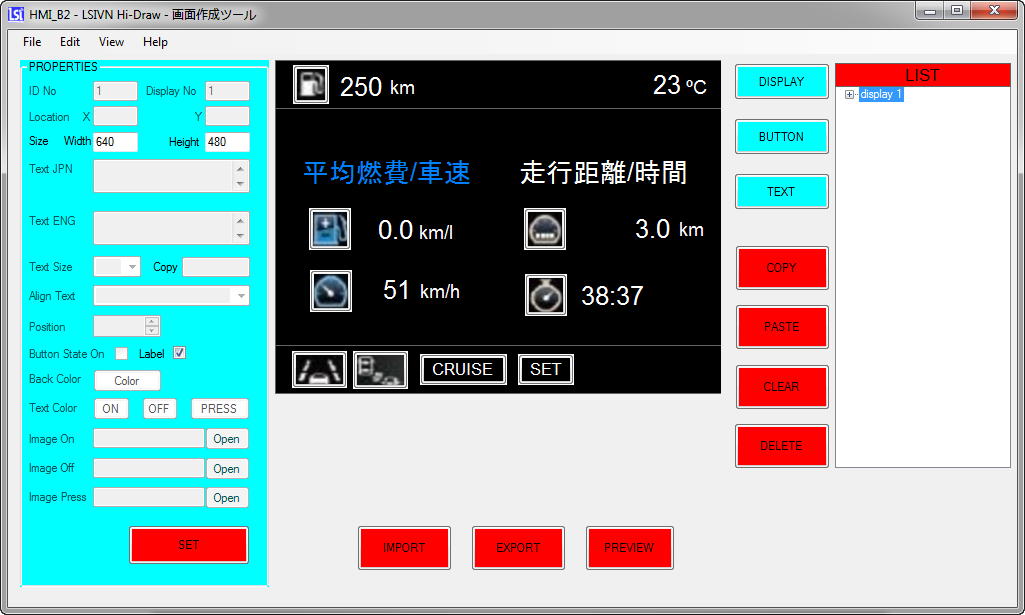 LSi HMI_B2 - LSIVN Hi-Draw - 画面作成ツール
File Edit View Help
PROPERTIES
ID No 1 Display No 1
Location X Y
Size Width 640 Height 480
Text JPN
Text ENG
Text Size Copy
Align Text
Position
Button State On Label
Back Color Color
Text Color ON OFF PRESS
Image On Open
Image Off Open
Image Press Open
SET
250 km 23 ºC
平均燃費/車速 走行距離/時間
0.0 km/l 3.0 km
51 km/h 38:37
CRUISE SET
IMPORT EXPORT PREVIEW
DISPLAY
BUTTON
TEXT
COPY
PASTE
CLEAR
DELETE
LIST
display 1